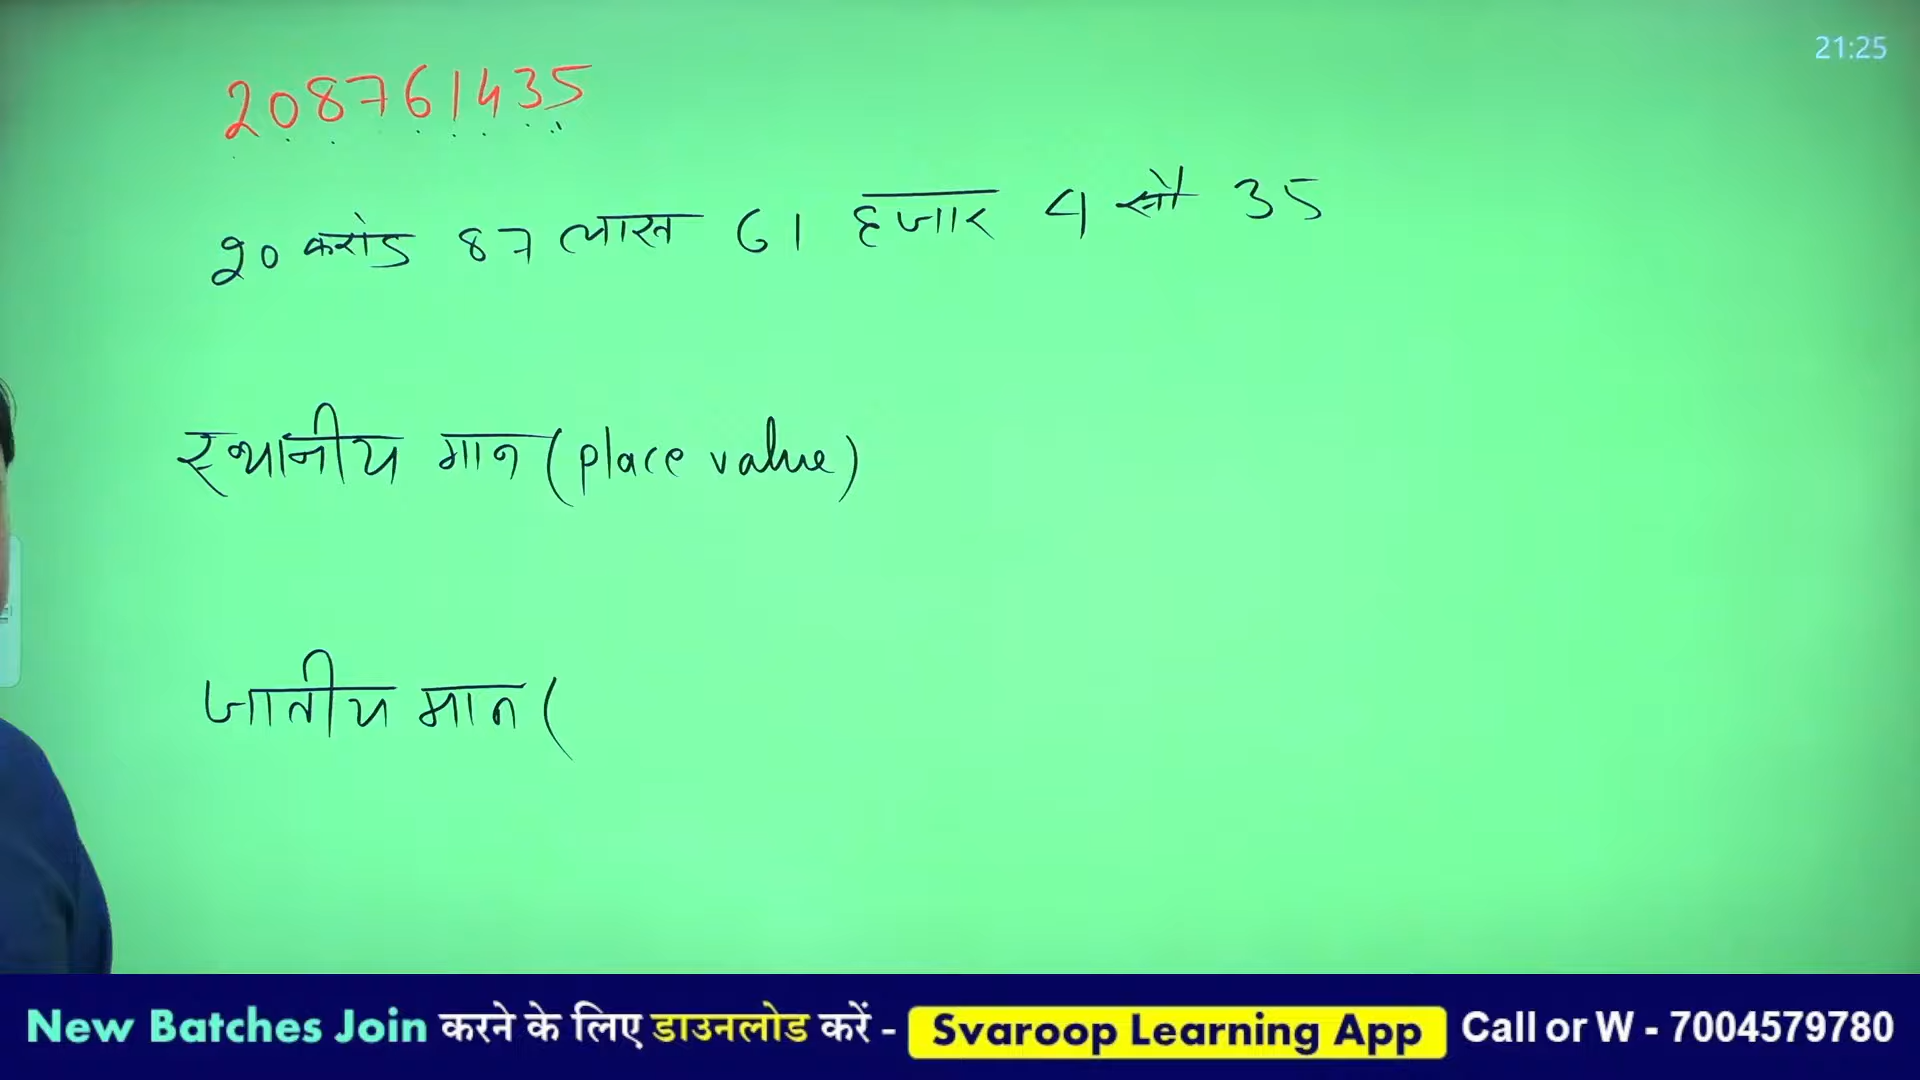 21:25
208761435
20 करोड 87 लाख 61 हजार 4 सौ 35
स्थानीय मान (place value)
जातीय मान (
New Batches Join करने के लिए डाउनलोड करें - Svaroop Learning App Call or W - 7004579780